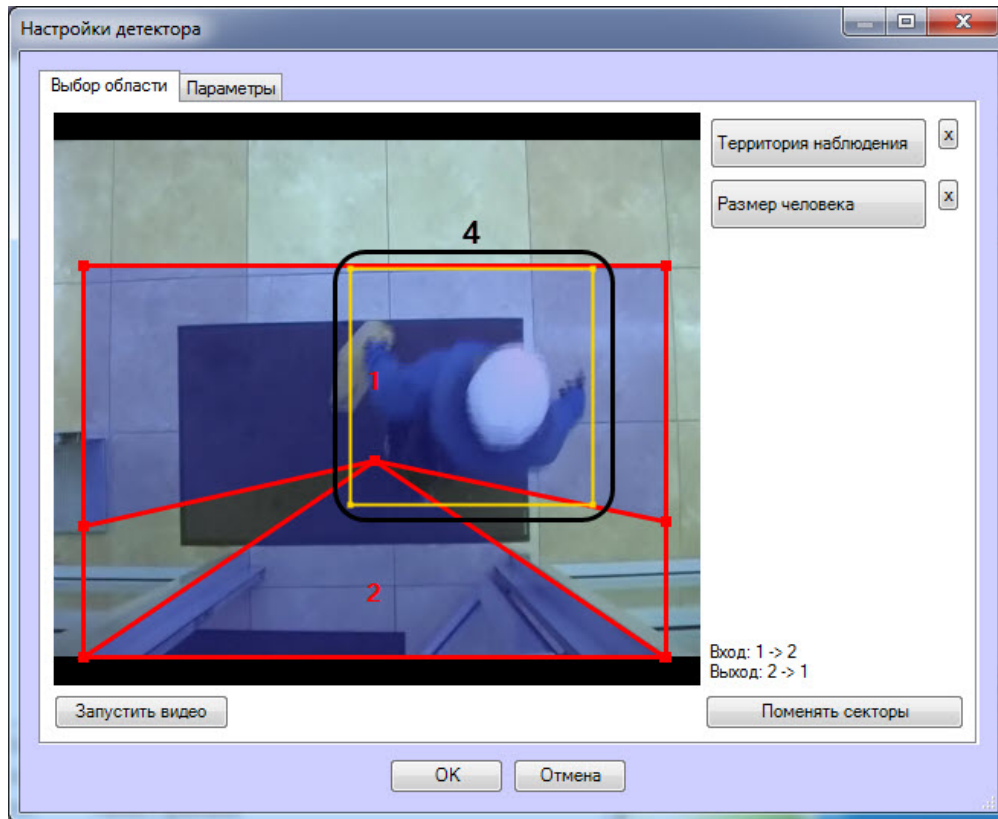 Настройки детектора
Выбор области
Параметры
Территория наблюдения
x
Размер человека
x
4
1
2
Вход: 1 -> 2
Выход: 2 -> 1
Запустить видео
Поменять секторы
OK
Отмена